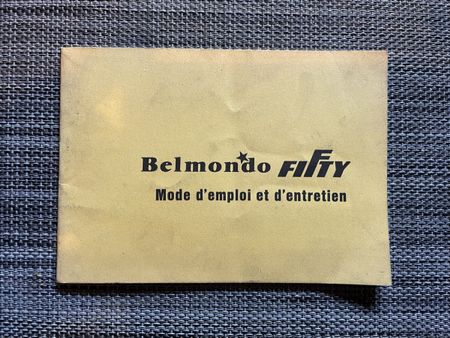 Belmondo FIFTY
Mode d'emploi et d'entretien